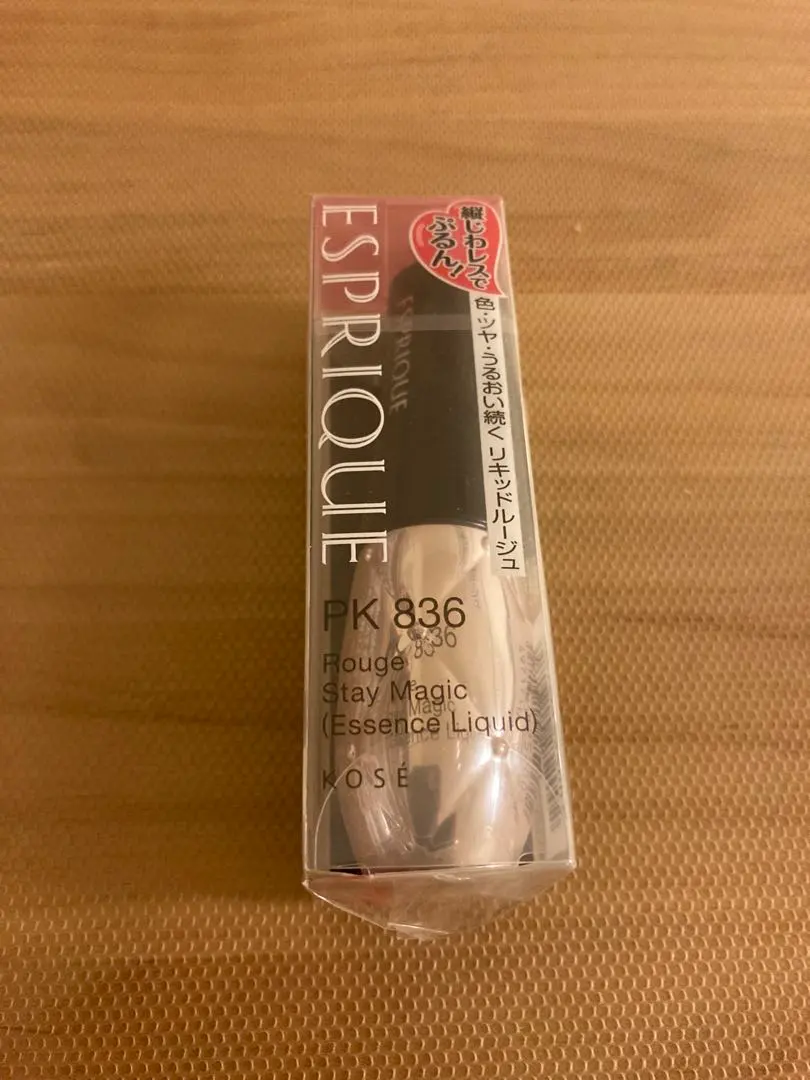 ESPRIQUE
縦じわレスで
ぷるん!
色・ツヤ・うるおい続く リキッドルージュ
ESPRIQUE
PK 836
Rouge
Stay Magic
(Essence Liquid)
KOSÉ